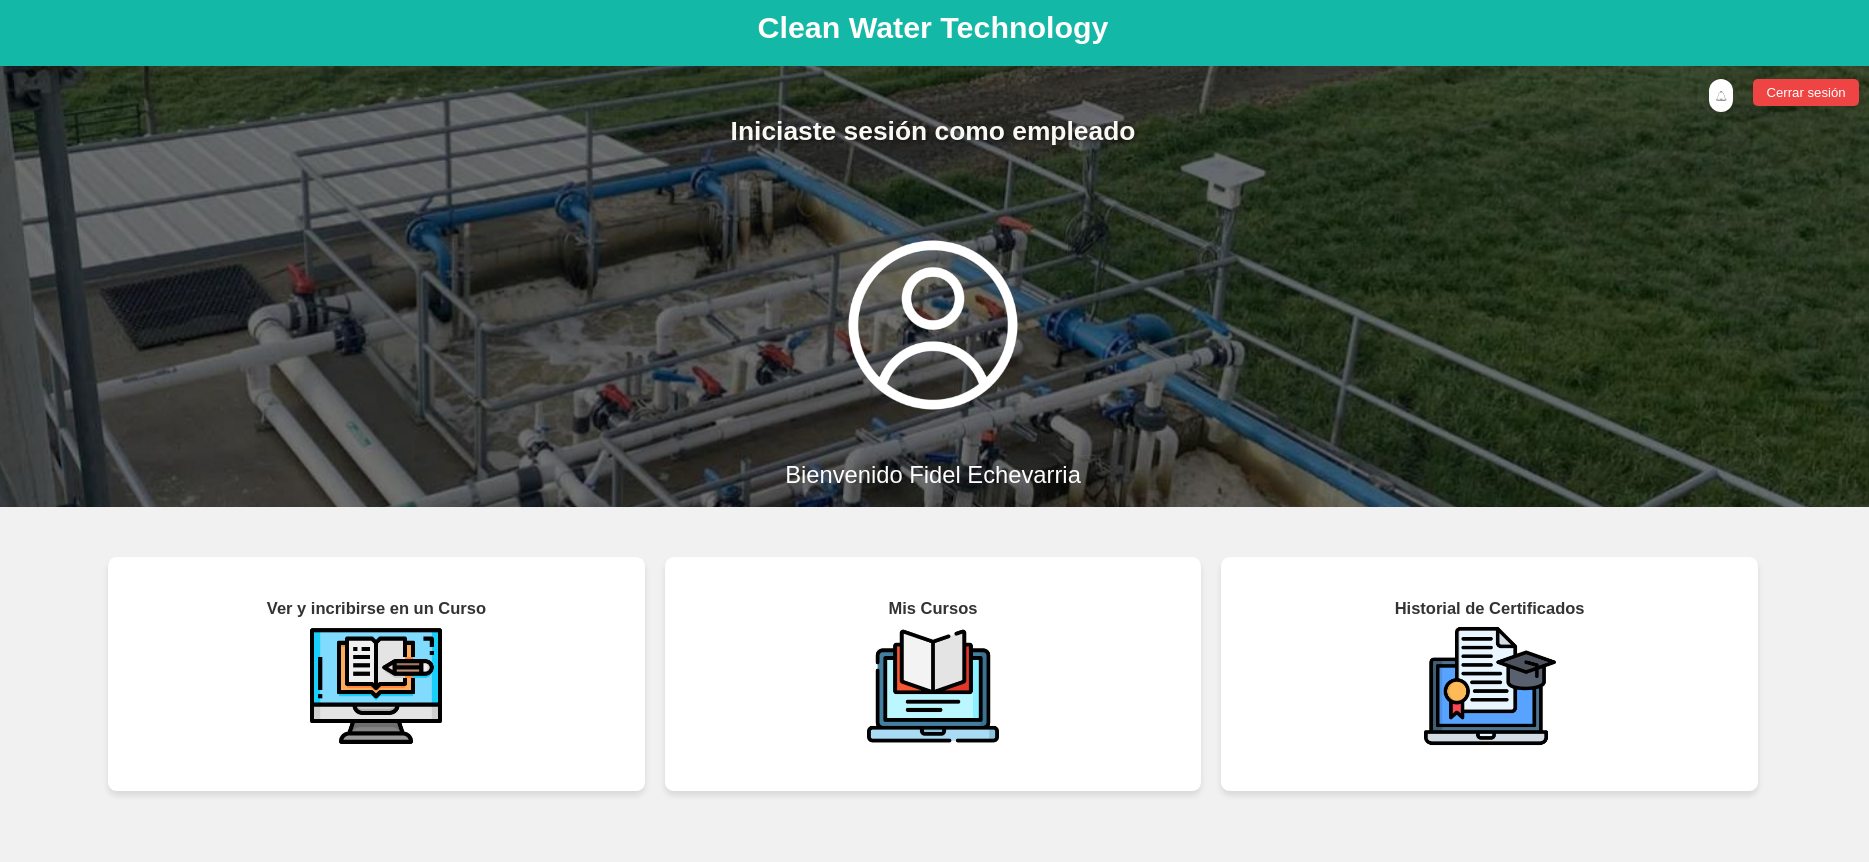 Clean Water Technology
Cerrar sesión
Iniciaste sesión como empleado
Bienvenido Fidel Echevarria
Ver y incribirse en un Curso
Mis Cursos
Historial de Certificados